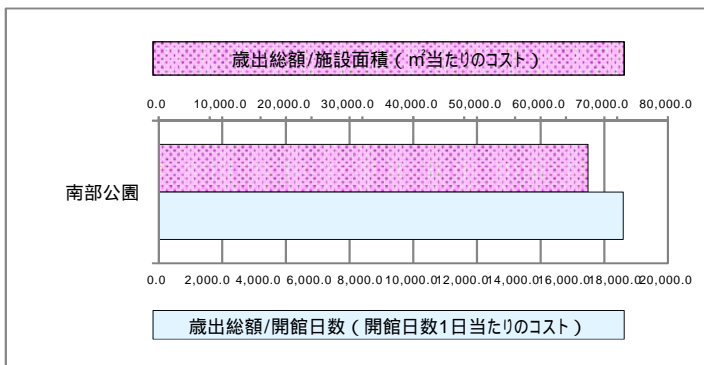 歳出総額/施設面積（㎡当たりのコスト）
0.0 10,000.0 20,000.0 30,000.0 40,000.0 50,000.0 60,000.0 70,000.0 80,000.0
南部公園
0.0 2,000.0 4,000.0 6,000.0 8,000.0 10,000.0 12,000.0 14,000.0 16,000.0 18,000.0 20,000.0
歳出総額/開館日数（開館日数1日当たりのコスト）